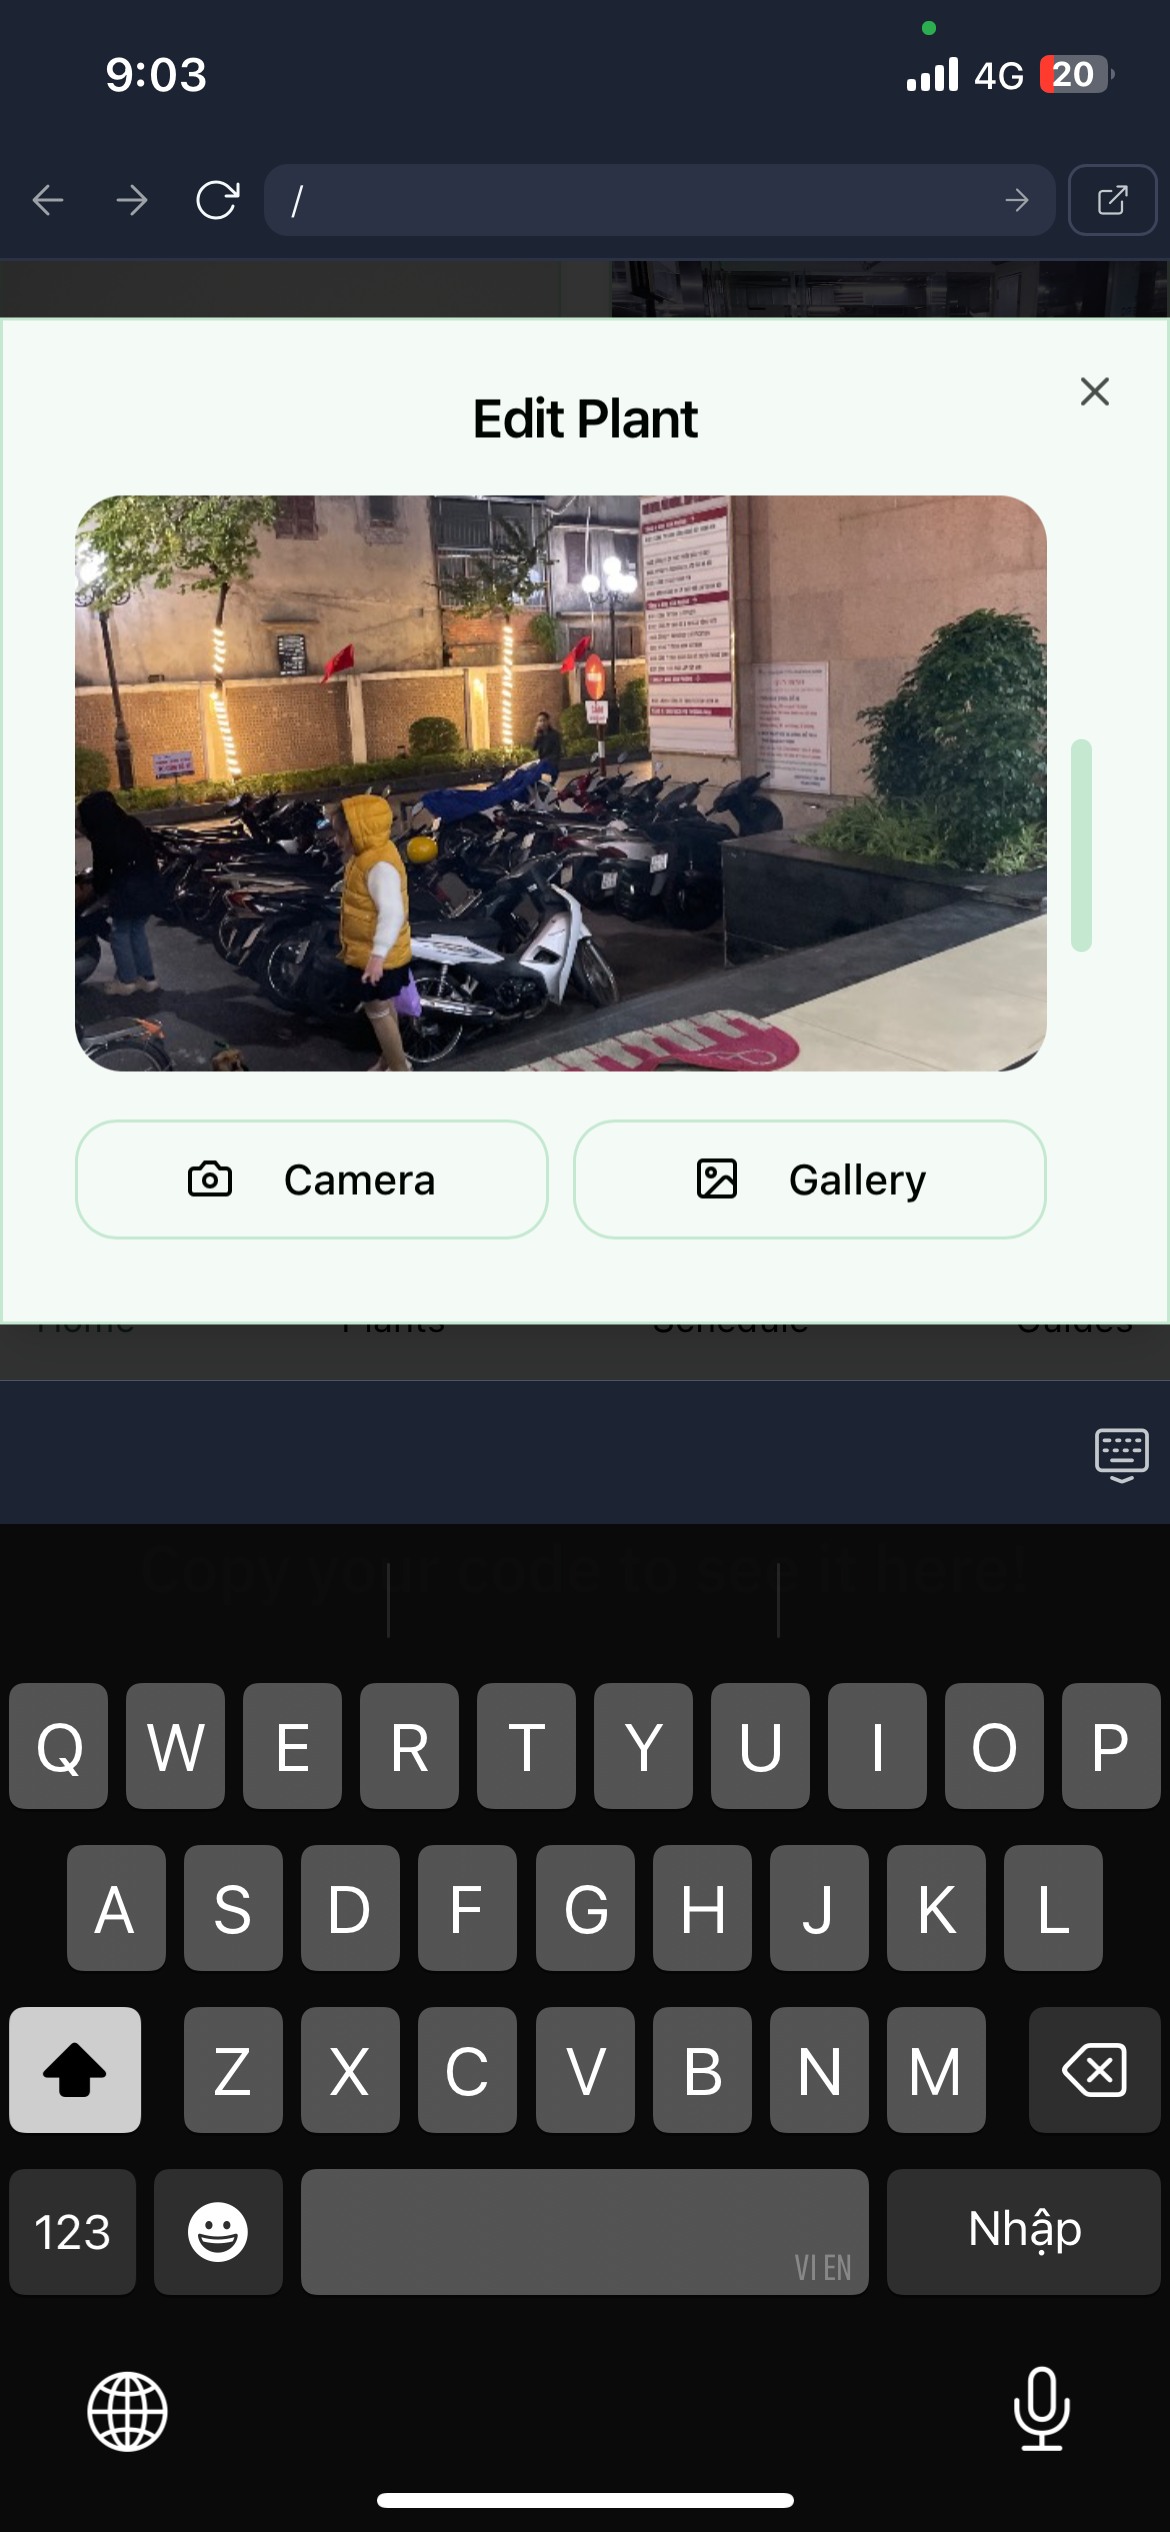 9:03
4G
20
/
Edit Plant
Camera
Gallery
Home
Plants
Schedule
Guides
Copy your code to see it here!
Q W E R T Y U I O P
A S D F G H J K L
Z X C V B N M
123
VI EN
Nhập